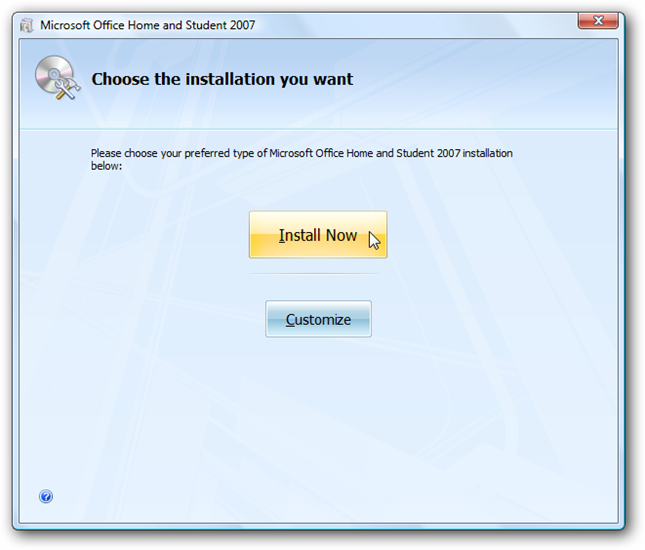 Microsoft Office Home and Student 2007
Choose the installation you want
Please choose your preferred type of Microsoft Office Home and Student 2007 installation
below:
Install Now
Customize
?